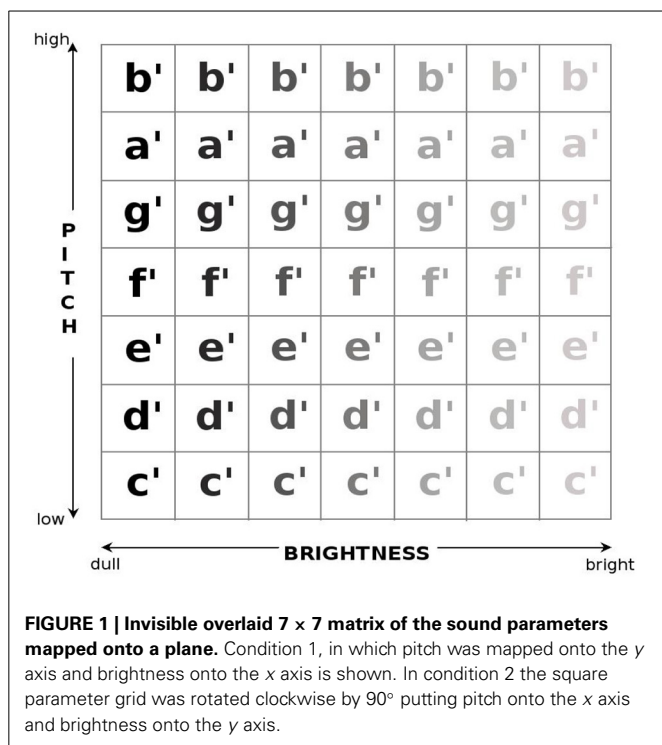 high
b' b' b' b' b' b' b'
a' a' a' a' a' a' a'
g' g' g' g' g' g' g'
f' f' f' f' f' f' f'
e' e' e' e' e' e' e'
d' d' d' d' d' d' d'
c' c' c' c' c' c' c'
PITCH
low
BRIGHTNESS
dull bright
FIGURE 1 | Invisible overlaid 7 × 7 matrix of the sound parameters
mapped onto a plane. Condition 1, in which pitch was mapped onto the y
axis and brightness onto the x axis is shown. In condition 2 the square
parameter grid was rotated clockwise by 90° putting pitch onto the x axis
and brightness onto the y axis.